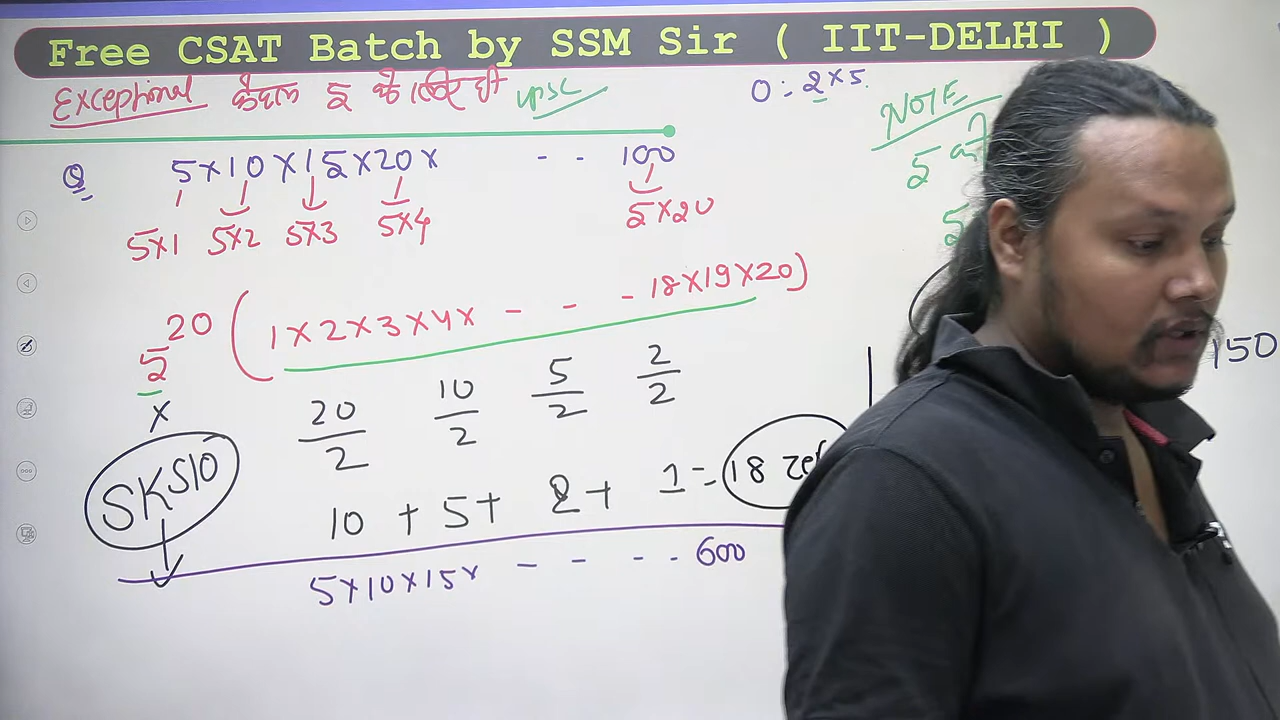 Free CSAT Batch by SSM Sir ( IIT-DELHI )
Exceptional केवल 5 के लिए ही UPSC
0 : 2×5
NOTE
Q 5×10×15×20× - - 100
5
5×1 5×2 5×3 5×4 5×20
5
5^20 ( 1×2×3×4× - - - 18×19×20)
150
×
20/2 10/2 5/2 2/2
SKS10
10 + 5 + 2 + 1 = 18
5×10×15× - - - - 600